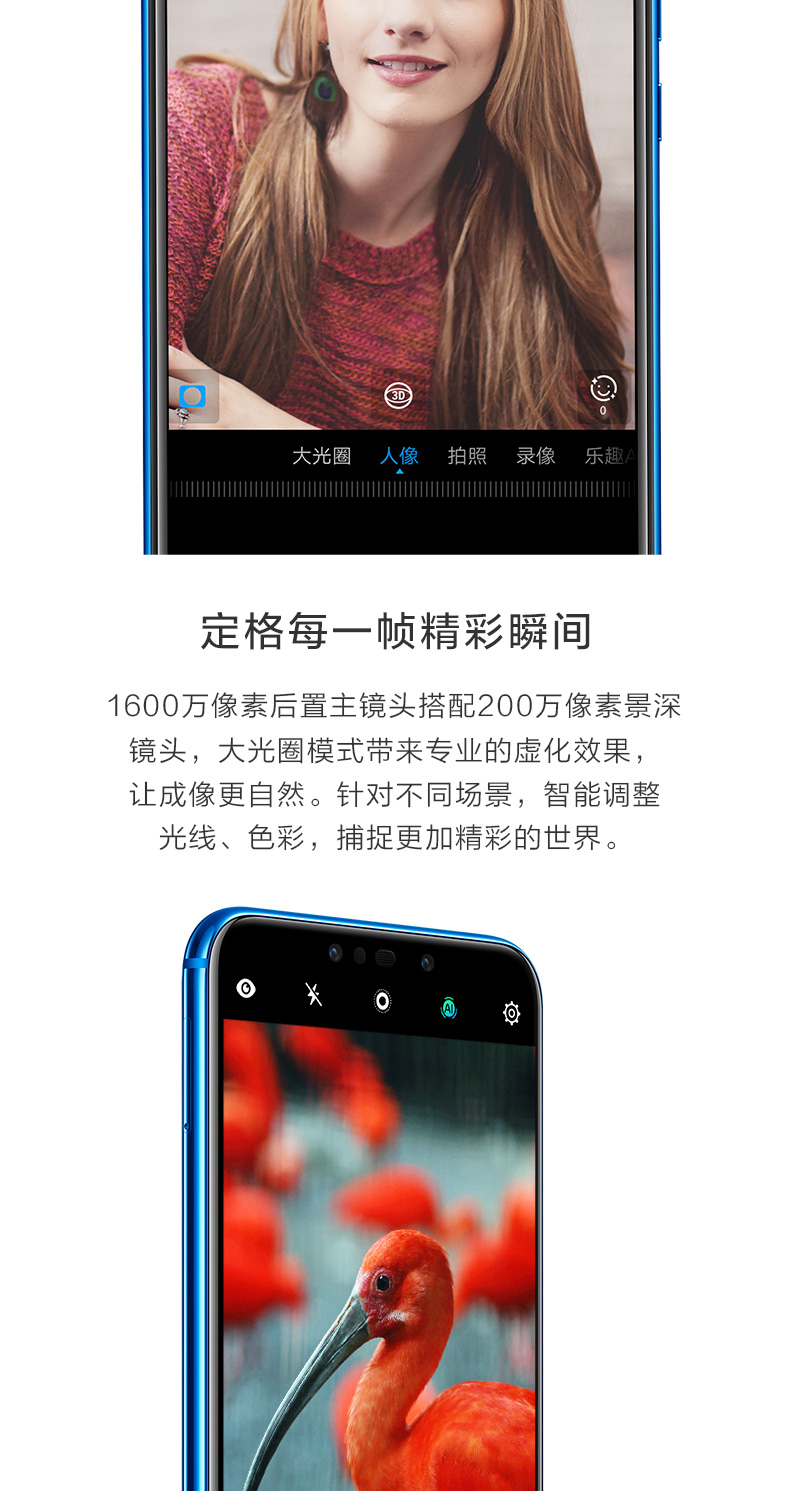 3D
0
大光圈 人像 拍照 录像 乐趣A
定格每一帧精彩瞬间
1600万像素后置主镜头搭配200万像素景深
镜头，大光圈模式带来专业的虚化效果，
让成像更自然。针对不同场景，智能调整
光线、色彩，捕捉更加精彩的世界。
AI